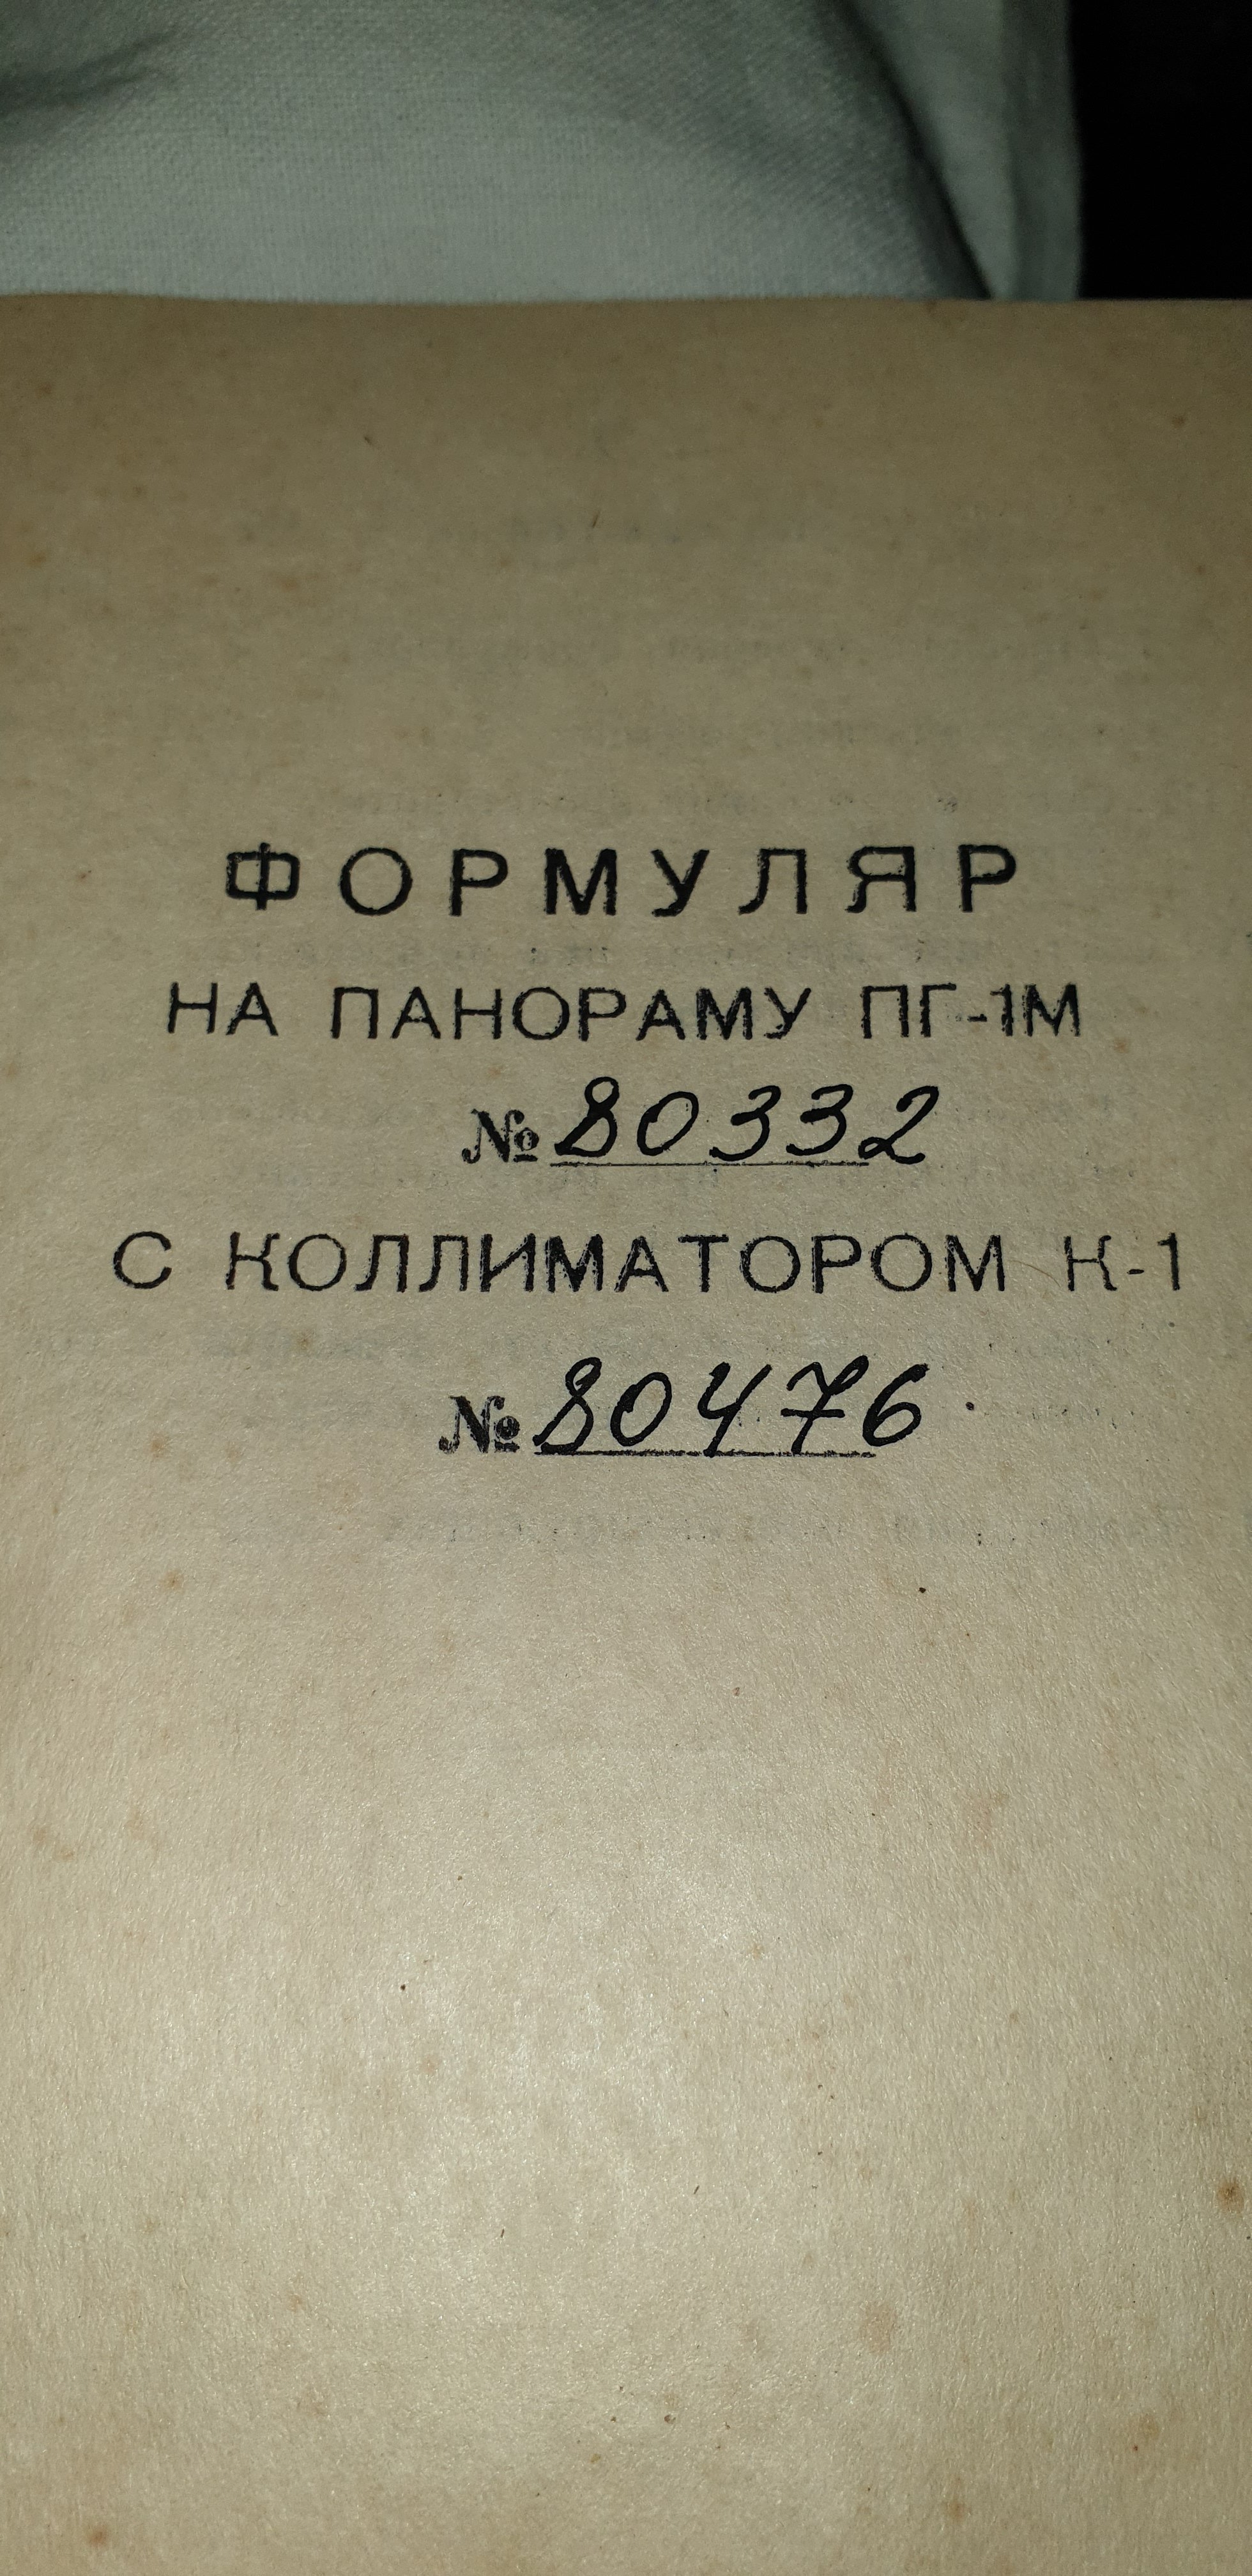 ФОРМУЛЯР
НА ПАНОРАМУ ПГ-1М
№ 80332
С КОЛЛИМАТОРОМ К-1
№ 80476